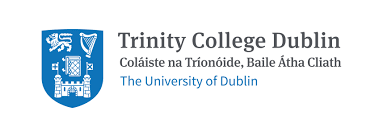 Trinity College Dublin
Coláiste na Tríonóide, Baile Átha Cliath
The University of Dublin